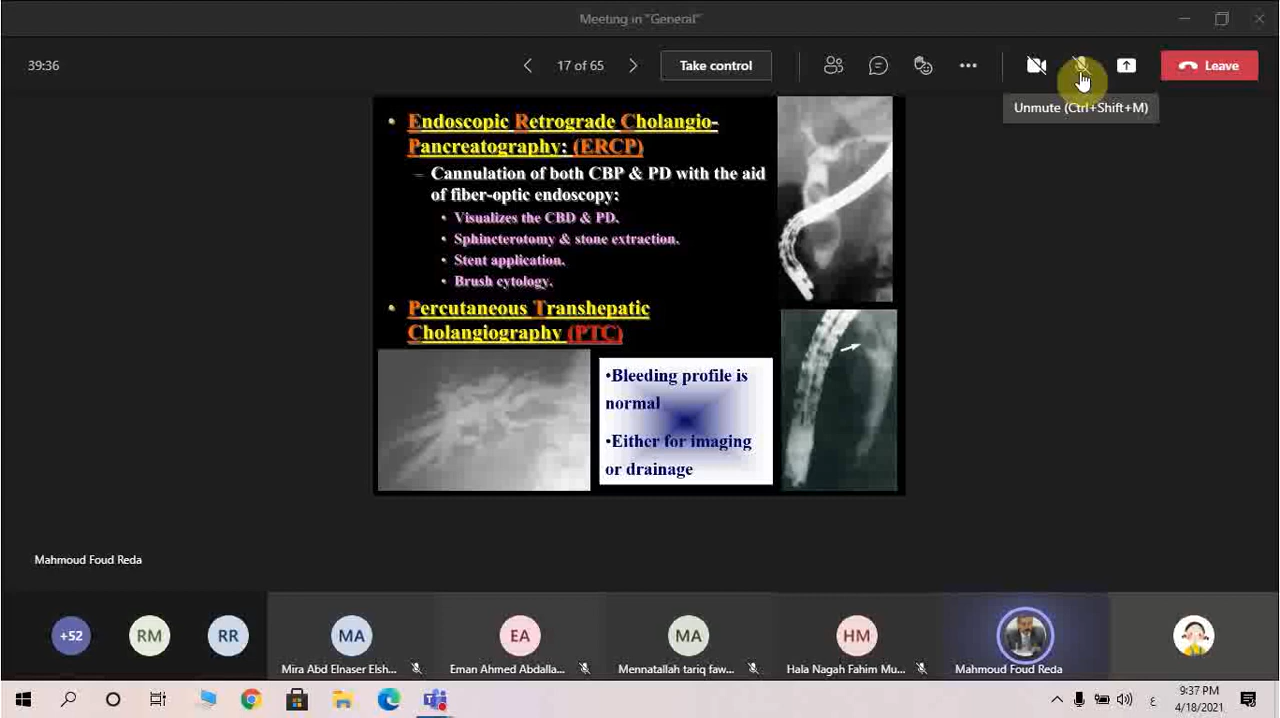 Meeting in "General"
39:36
17 of 65
Take control
Leave
Unmute (Ctrl+Shift+M)
• Endoscopic Retrograde Cholangio-
Pancreatography: (ERCP)
– Cannulation of both CBP & PD with the aid
of fiber-optic endoscopy:
• Visualizes the CBD & PD.
• Sphincterotomy & stone extraction.
• Stent application.
• Brush cytology.
• Percutaneous Transhepatic
Cholangiography (PTC)
•Bleeding profile is
normal
•Either for imaging
or drainage
Mahmoud Foud Reda
+52
RM
RR
MA
EA
MA
HM
Mira Abd Elnaser Elsh...
Eman Ahmed Abdalla...
Mennatallah tariq faw...
Hala Nagah Fahim Mu...
Mahmoud Foud Reda
ع
9:37 PM
4/18/2021